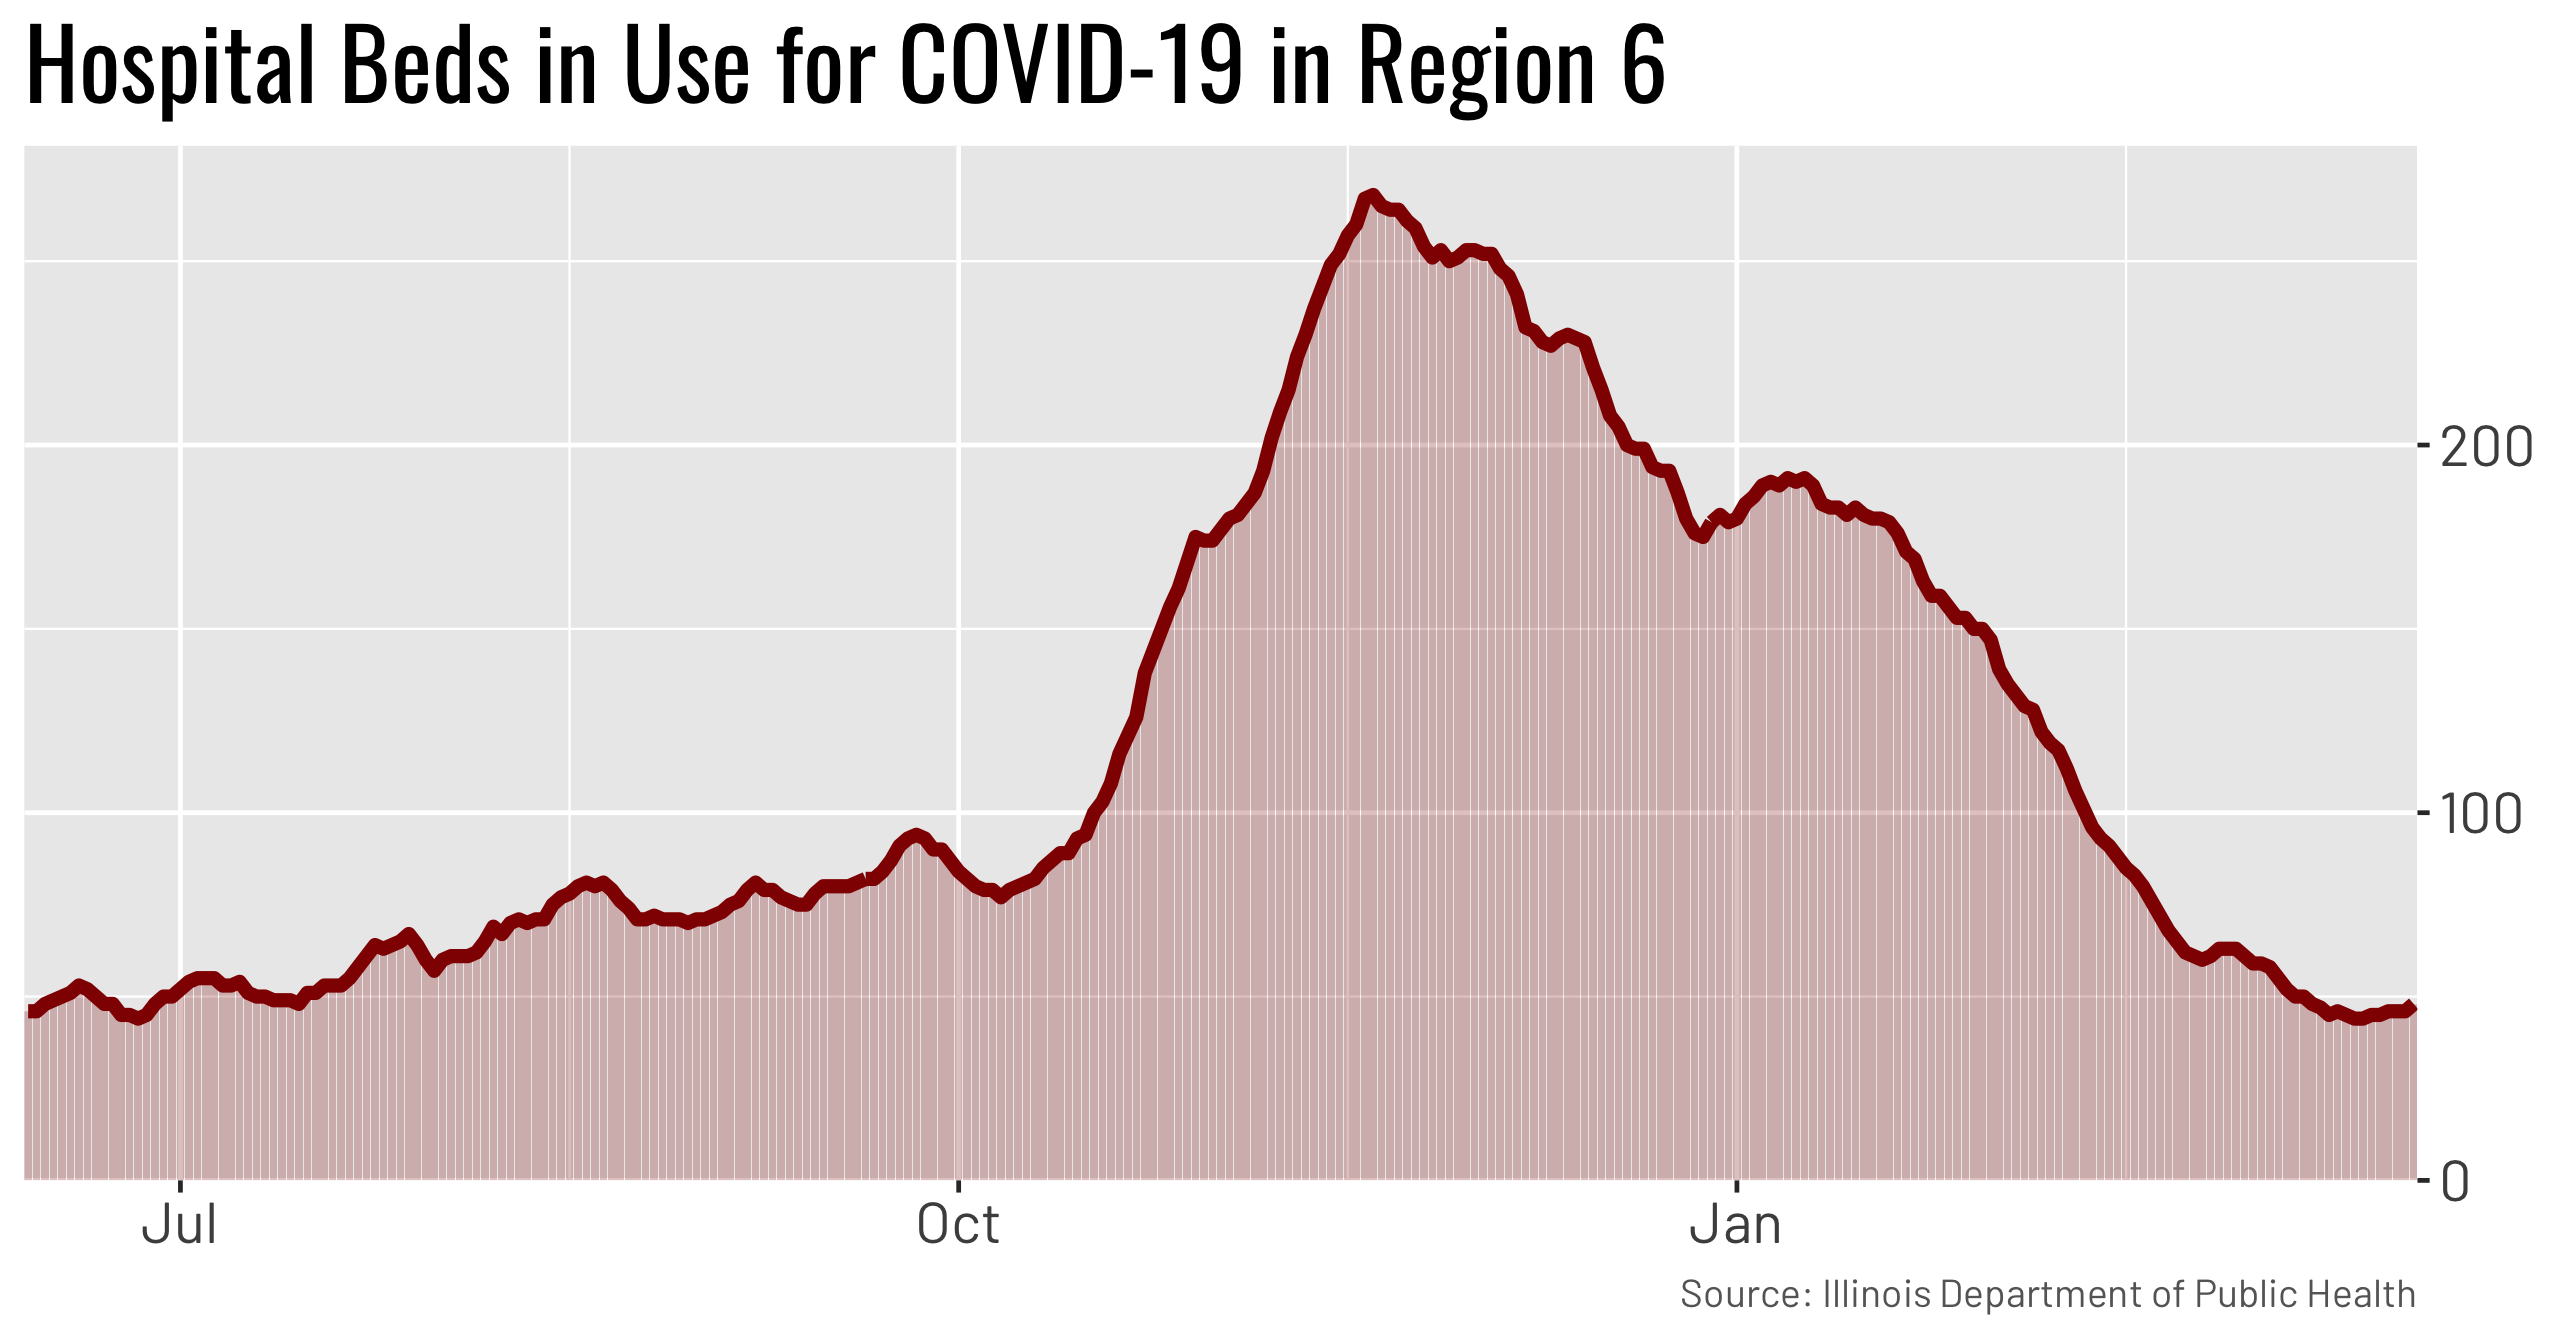 Hospital Beds in Use for COVID-19 in Region 6
200
100
0
Jul Oct Jan
Source: Illinois Department of Public Health